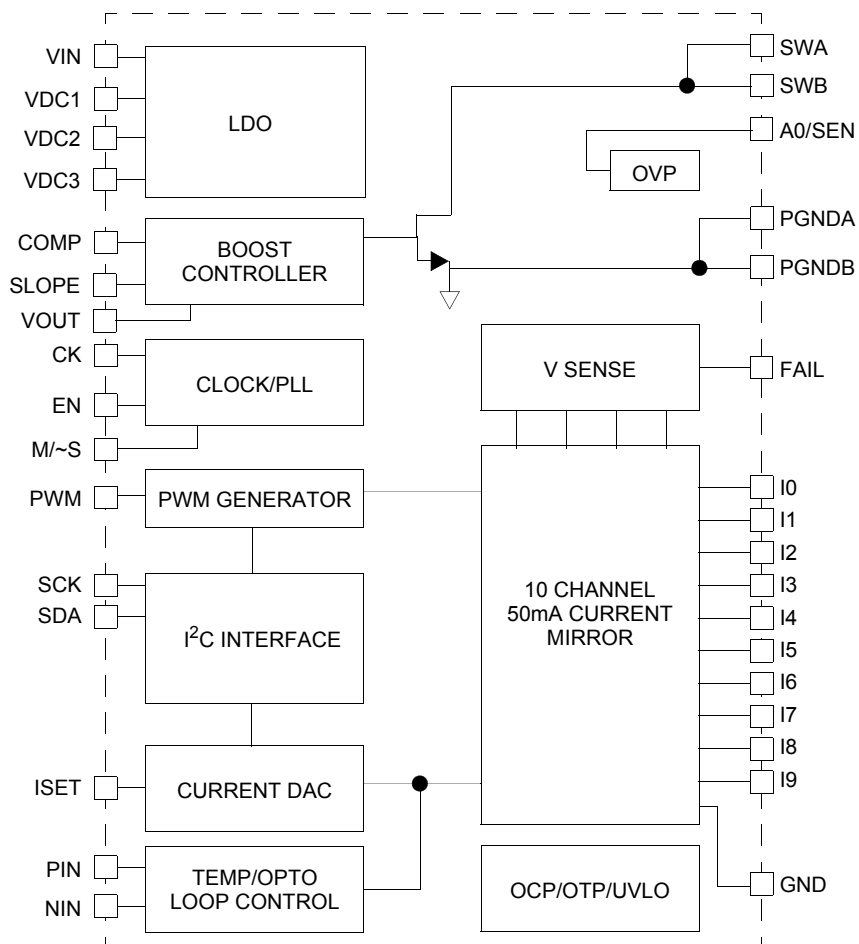 VIN
VDC1
VDC2
VDC3
LDO
COMP
SLOPE
VOUT
BOOST
CONTROLLER
CK
EN
M/~S
CLOCK/PLL
PWM
PWM GENERATOR
SCK
SDA
I²C INTERFACE
ISET
CURRENT DAC
PIN
NIN
TEMP/OPTO
LOOP CONTROL
SWA
SWB
A0/SEN
OVP
PGNDA
PGNDB
V SENSE
FAIL
10 CHANNEL
50mA CURRENT
MIRROR
I0
I1
I2
I3
I4
I5
I6
I7
I8
I9
OCP/OTP/UVLO
GND